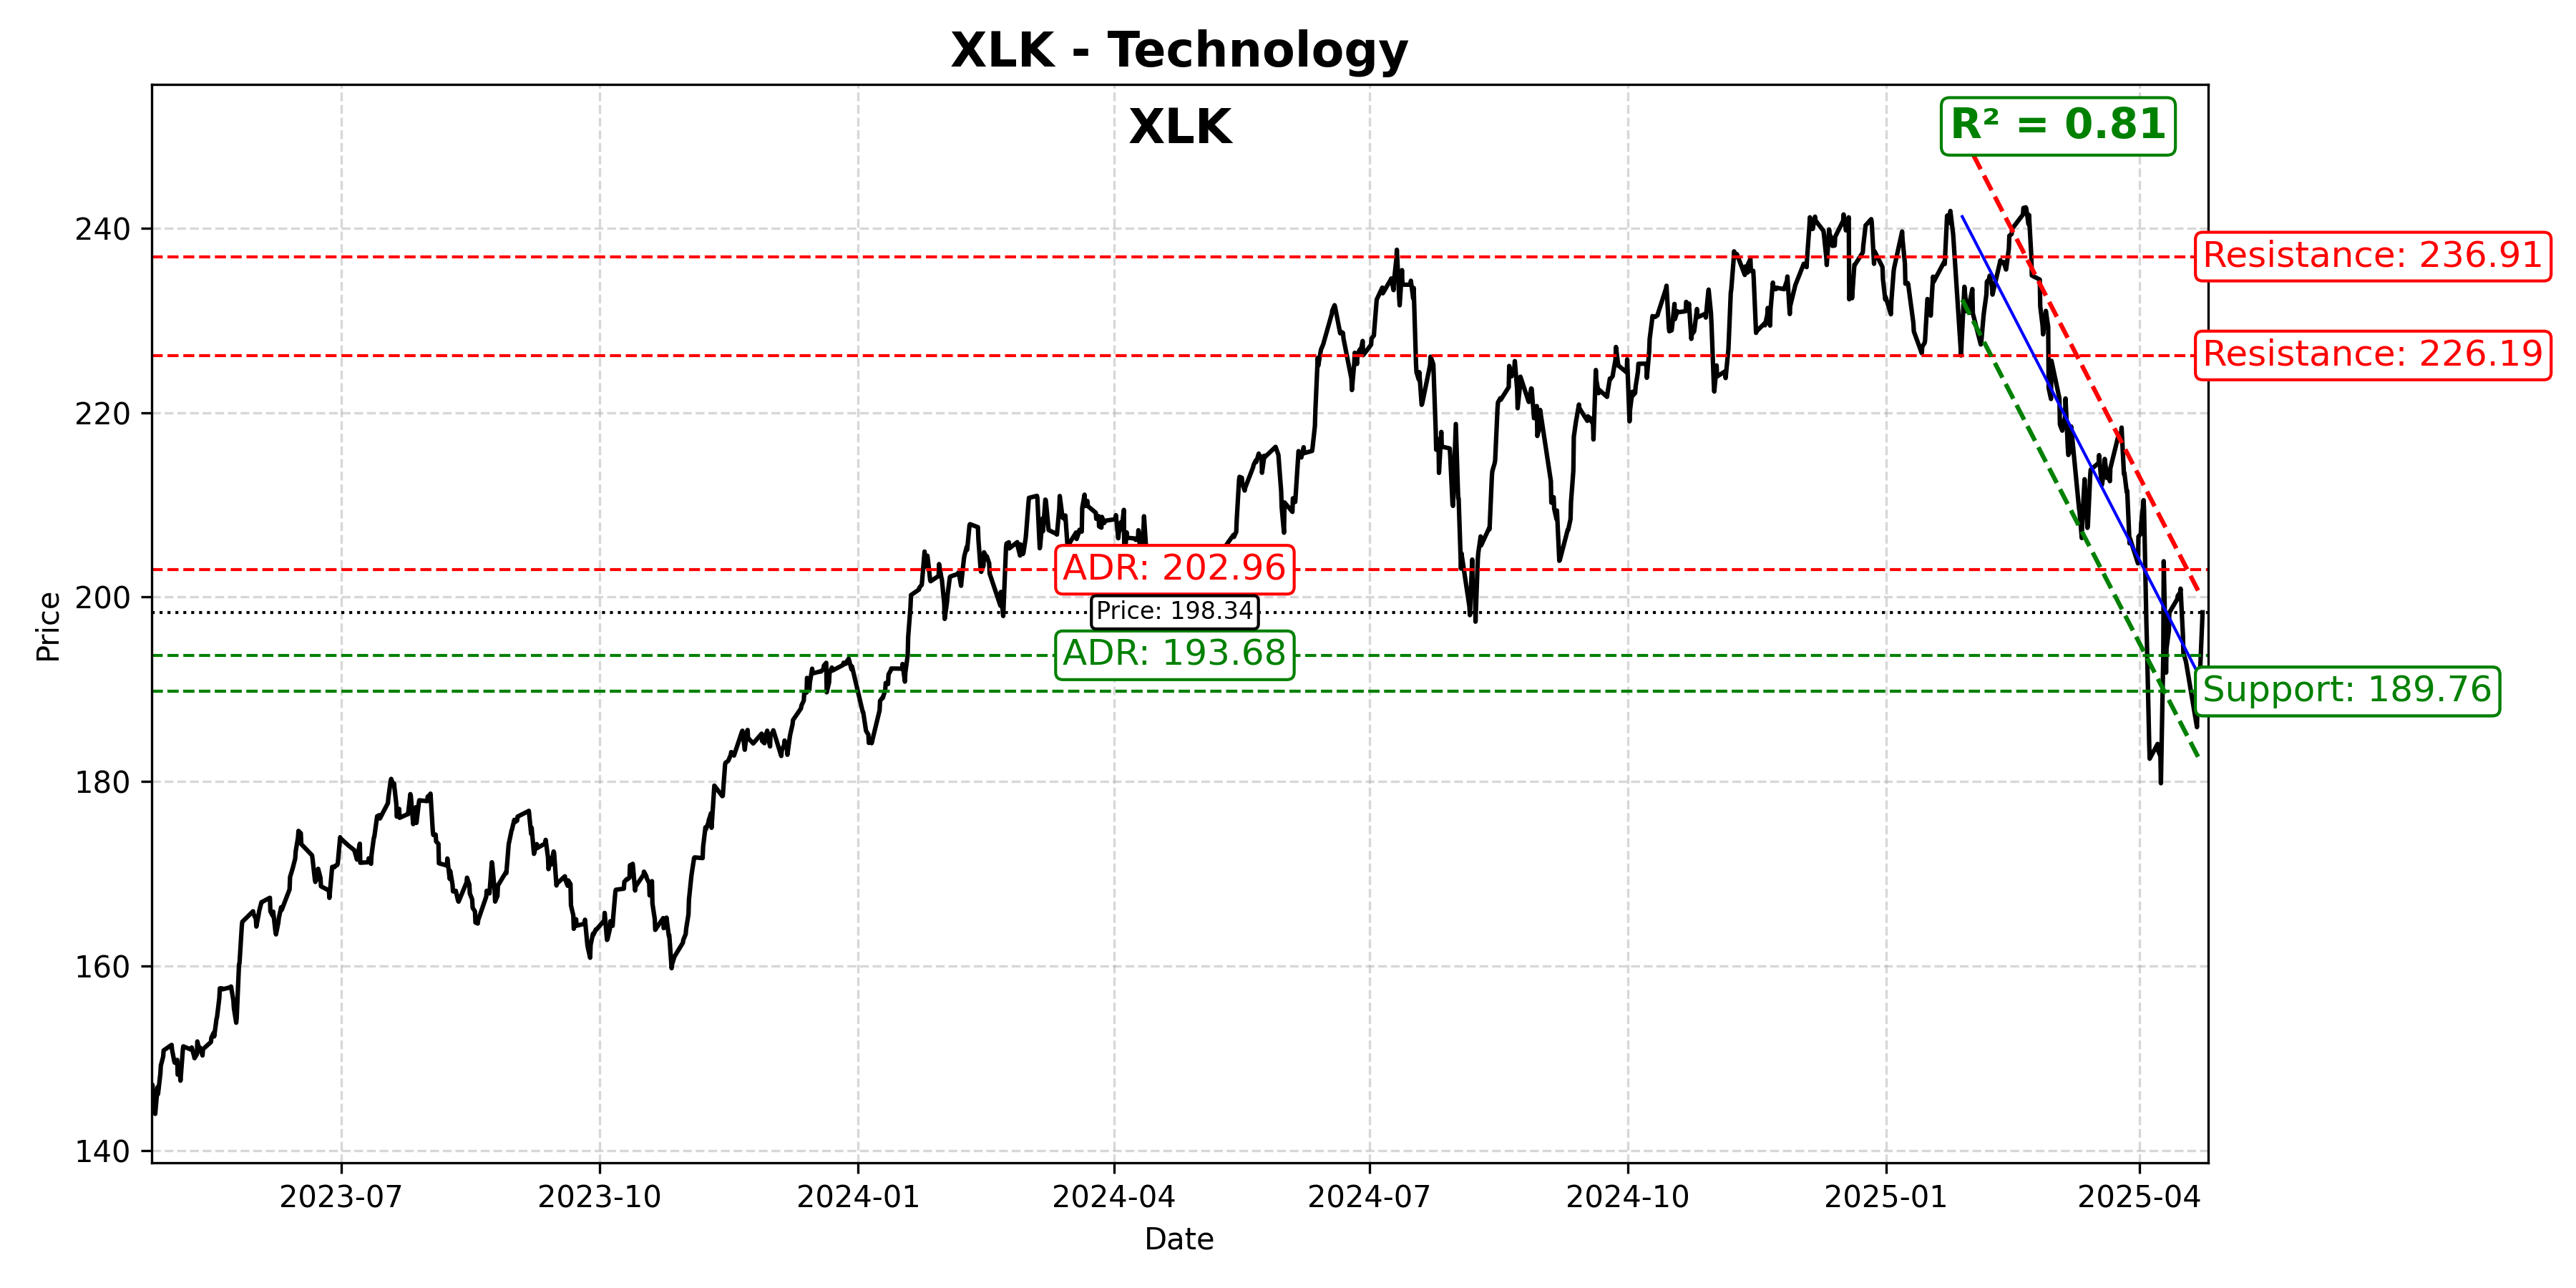 XLK - Technology
XLK
R² = 0.81
240
Resistance: 236.91
Resistance: 226.19
220
ADR: 202.96
200
Price: 198.34
Price
ADR: 193.68
Support: 189.76
180
160
140
2023-07
2023-10
2024-01
2024-04
2024-07
2024-10
2025-01
2025-04
Date